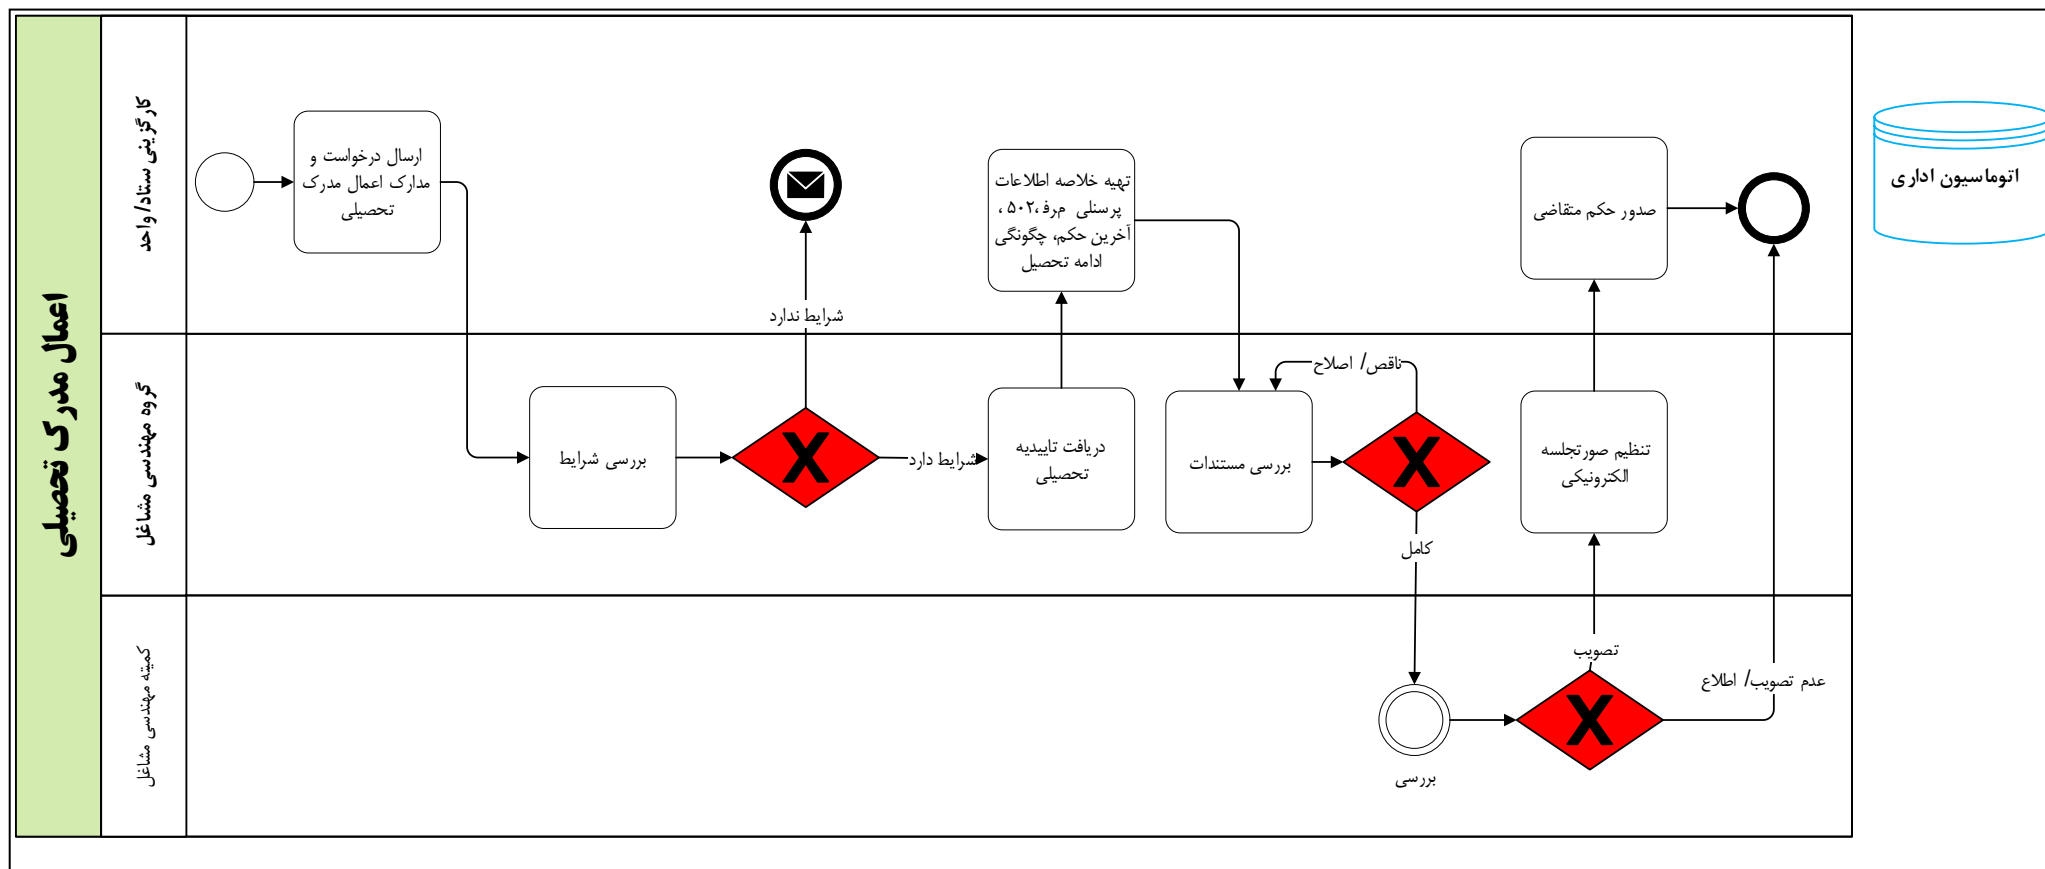 اعمال مدرک تحصیلی
کارگزینی ستاد/ واحد
گروه مهندسی مشاغل
کمیته مهندسی مشاغل
ارسال درخواست و
مدارک اعمال مدرک
تحصیلی
شرایط ندارد
بررسی شرایط
شرایط دارد
دریافت تاییدیه
تحصیلی
تهیه خلاصه اطلاعات
پرسنلی مرف،۵۰۲ ،
آخرین حکم، چگونگی
ادامه تحصیل
بررسی مستندات
ناقص/ اصلاح
کامل
بررسی
تصویب
عدم تصویب/ اطلاع
تنظیم صورتجلسه
الکترونیکی
صدور حکم متقاضی
اتوماسیون اداری